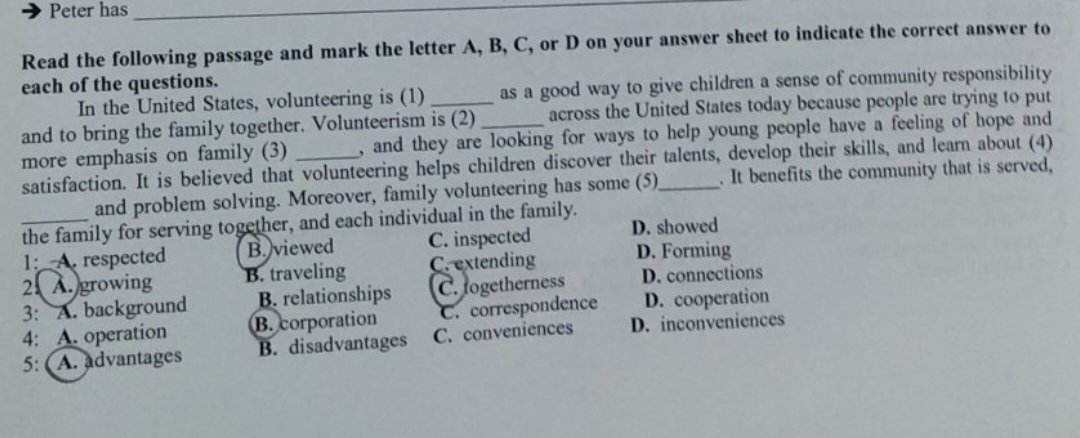 → Peter has
Read the following passage and mark the letter A, B, C, or D on your answer sheet to indicate the correct answer to
each of the questions.
In the United States, volunteering is (1) ______ as a good way to give children a sense of community responsibility
and to bring the family together. Volunteerism is (2) ______ across the United States today because people are trying to put
more emphasis on family (3) ______, and they are looking for ways to help young people have a feeling of hope and
satisfaction. It is believed that volunteering helps children discover their talents, develop their skills, and learn about (4)
______ and problem solving. Moreover, family volunteering has some (5)______. It benefits the community that is served,
the family for serving together, and each individual in the family.
1: A. respected B. viewed C. inspected D. showed
2: A. growing B. traveling C. extending D. Forming
3: A. background B. relationships C. togetherness D. connections
4: A. operation B. corporation C. correspondence D. cooperation
5: A. advantages B. disadvantages C. conveniences D. inconveniences